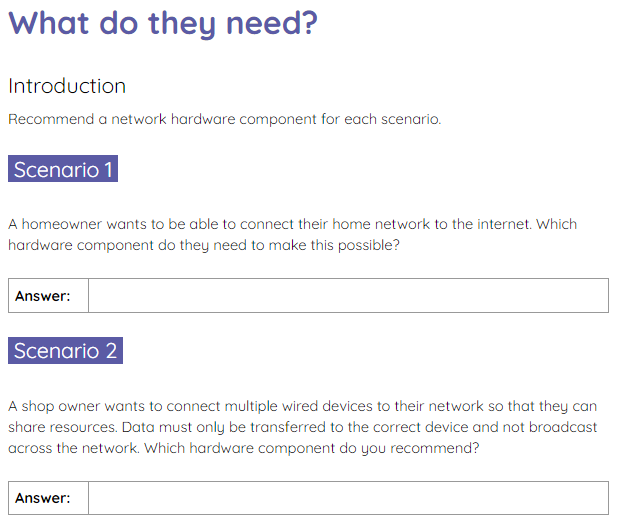 What do they need?
Introduction
Recommend a network hardware component for each scenario.
Scenario 1
A homeowner wants to be able to connect their home network to the internet. Which
hardware component do they need to make this possible?
Answer:
Scenario 2
A shop owner wants to connect multiple wired devices to their network so that they can
share resources. Data must only be transferred to the correct device and not broadcast
across the network. Which hardware component do you recommend?
Answer: